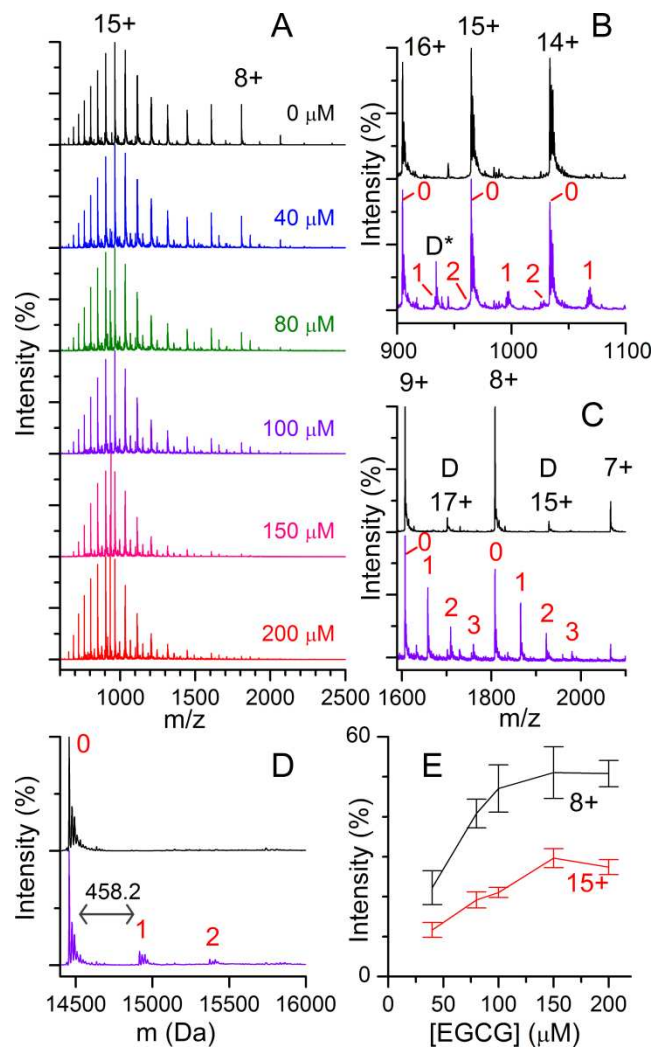 15+
A
8+
0 μM
40 μM
80 μM
100 μM
150 μM
200 μM
Intensity (%)
1000 1500 2000 2500
m/z
B
16+ 15+ 14+
0 0 0
D*
1 2 1 2 1
Intensity (%)
900 1000 1100
C
9+ 8+
D D 7+
17+ 15+
0 0
1 1
2 2
3 3
Intensity (%)
1600 1800 2000
m/z
D
0
458.2
1 2
Intensity (%)
14500 15000 15500 16000
m (Da)
E
60
8+
15+
0
Intensity (%)
0 50 100 150 200
[EGCG] (μM)